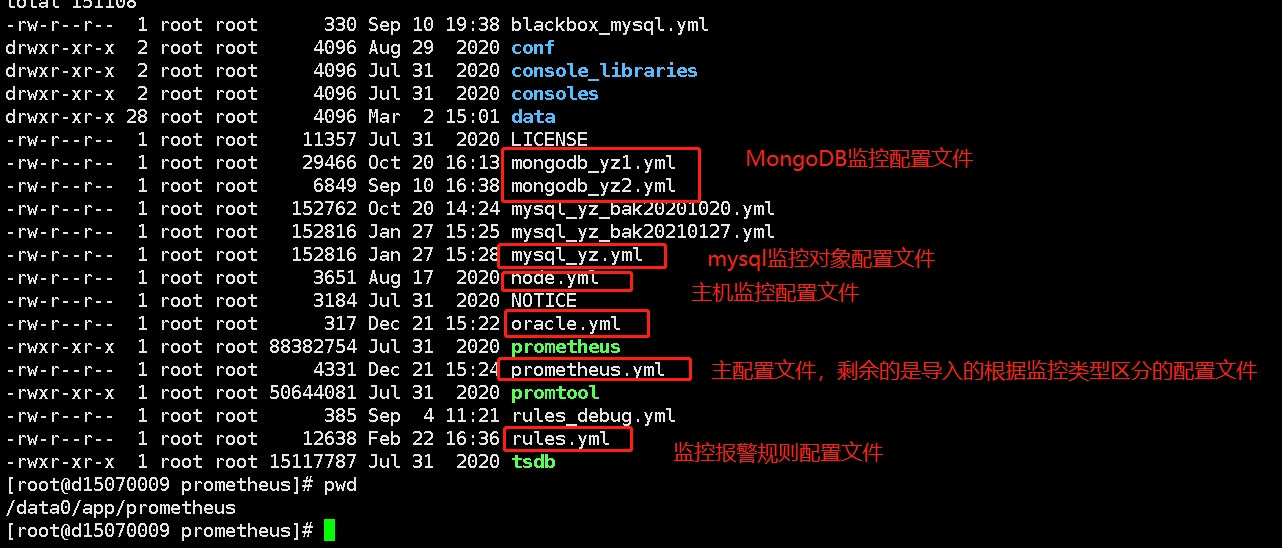 total 151108
-rw-r--r-- 1 root root 330 Sep 10 19:38 blackbox_mysql.yml
drwxr-xr-x 2 root root 4096 Aug 29 2020 conf
drwxr-xr-x 2 root root 4096 Jul 31 2020 console_libraries
drwxr-xr-x 2 root root 4096 Jul 31 2020 consoles
drwxr-xr-x 28 root root 4096 Mar 2 15:01 data
-rw-r--r-- 1 root root 11357 Jul 31 2020 LICENSE
-rw-r--r-- 1 root root 29466 Oct 20 16:13 mongodb_yz1.yml MongoDB监控配置文件
-rw-r--r-- 1 root root 6849 Sep 10 16:38 mongodb_yz2.yml
-rw-r--r-- 1 root root 152762 Oct 20 14:24 mysql_yz_bak20201020.yml
-rw-r--r-- 1 root root 152816 Jan 27 15:25 mysql_yz_bak20210127.yml
-rw-r--r-- 1 root root 152816 Jan 27 15:28 mysql_yz.yml mysql监控对象配置文件
-rw-r--r-- 1 root root 3651 Aug 17 2020 node.yml 主机监控配置文件
-rw-r--r-- 1 root root 3184 Jul 31 2020 NOTICE
-rw-r--r-- 1 root root 317 Dec 21 15:22 oracle.yml
-rwxr-xr-x 1 root root 88382754 Jul 31 2020 prometheus
-rw-r--r-- 1 root root 4331 Dec 21 15:24 prometheus.yml 主配置文件，剩余的是导入的根据监控类型区分的配置文件
-rwxr-xr-x 1 root root 50644081 Jul 31 2020 promtool
-rw-r--r-- 1 root root 385 Sep 4 11:21 rules_debug.yml
-rw-r--r-- 1 root root 12638 Feb 22 16:36 rules.yml 监控报警规则配置文件
-rwxr-xr-x 1 root root 15117787 Jul 31 2020 tsdb
[root@d15070009 prometheus]# pwd
/data0/app/prometheus
[root@d15070009 prometheus]#